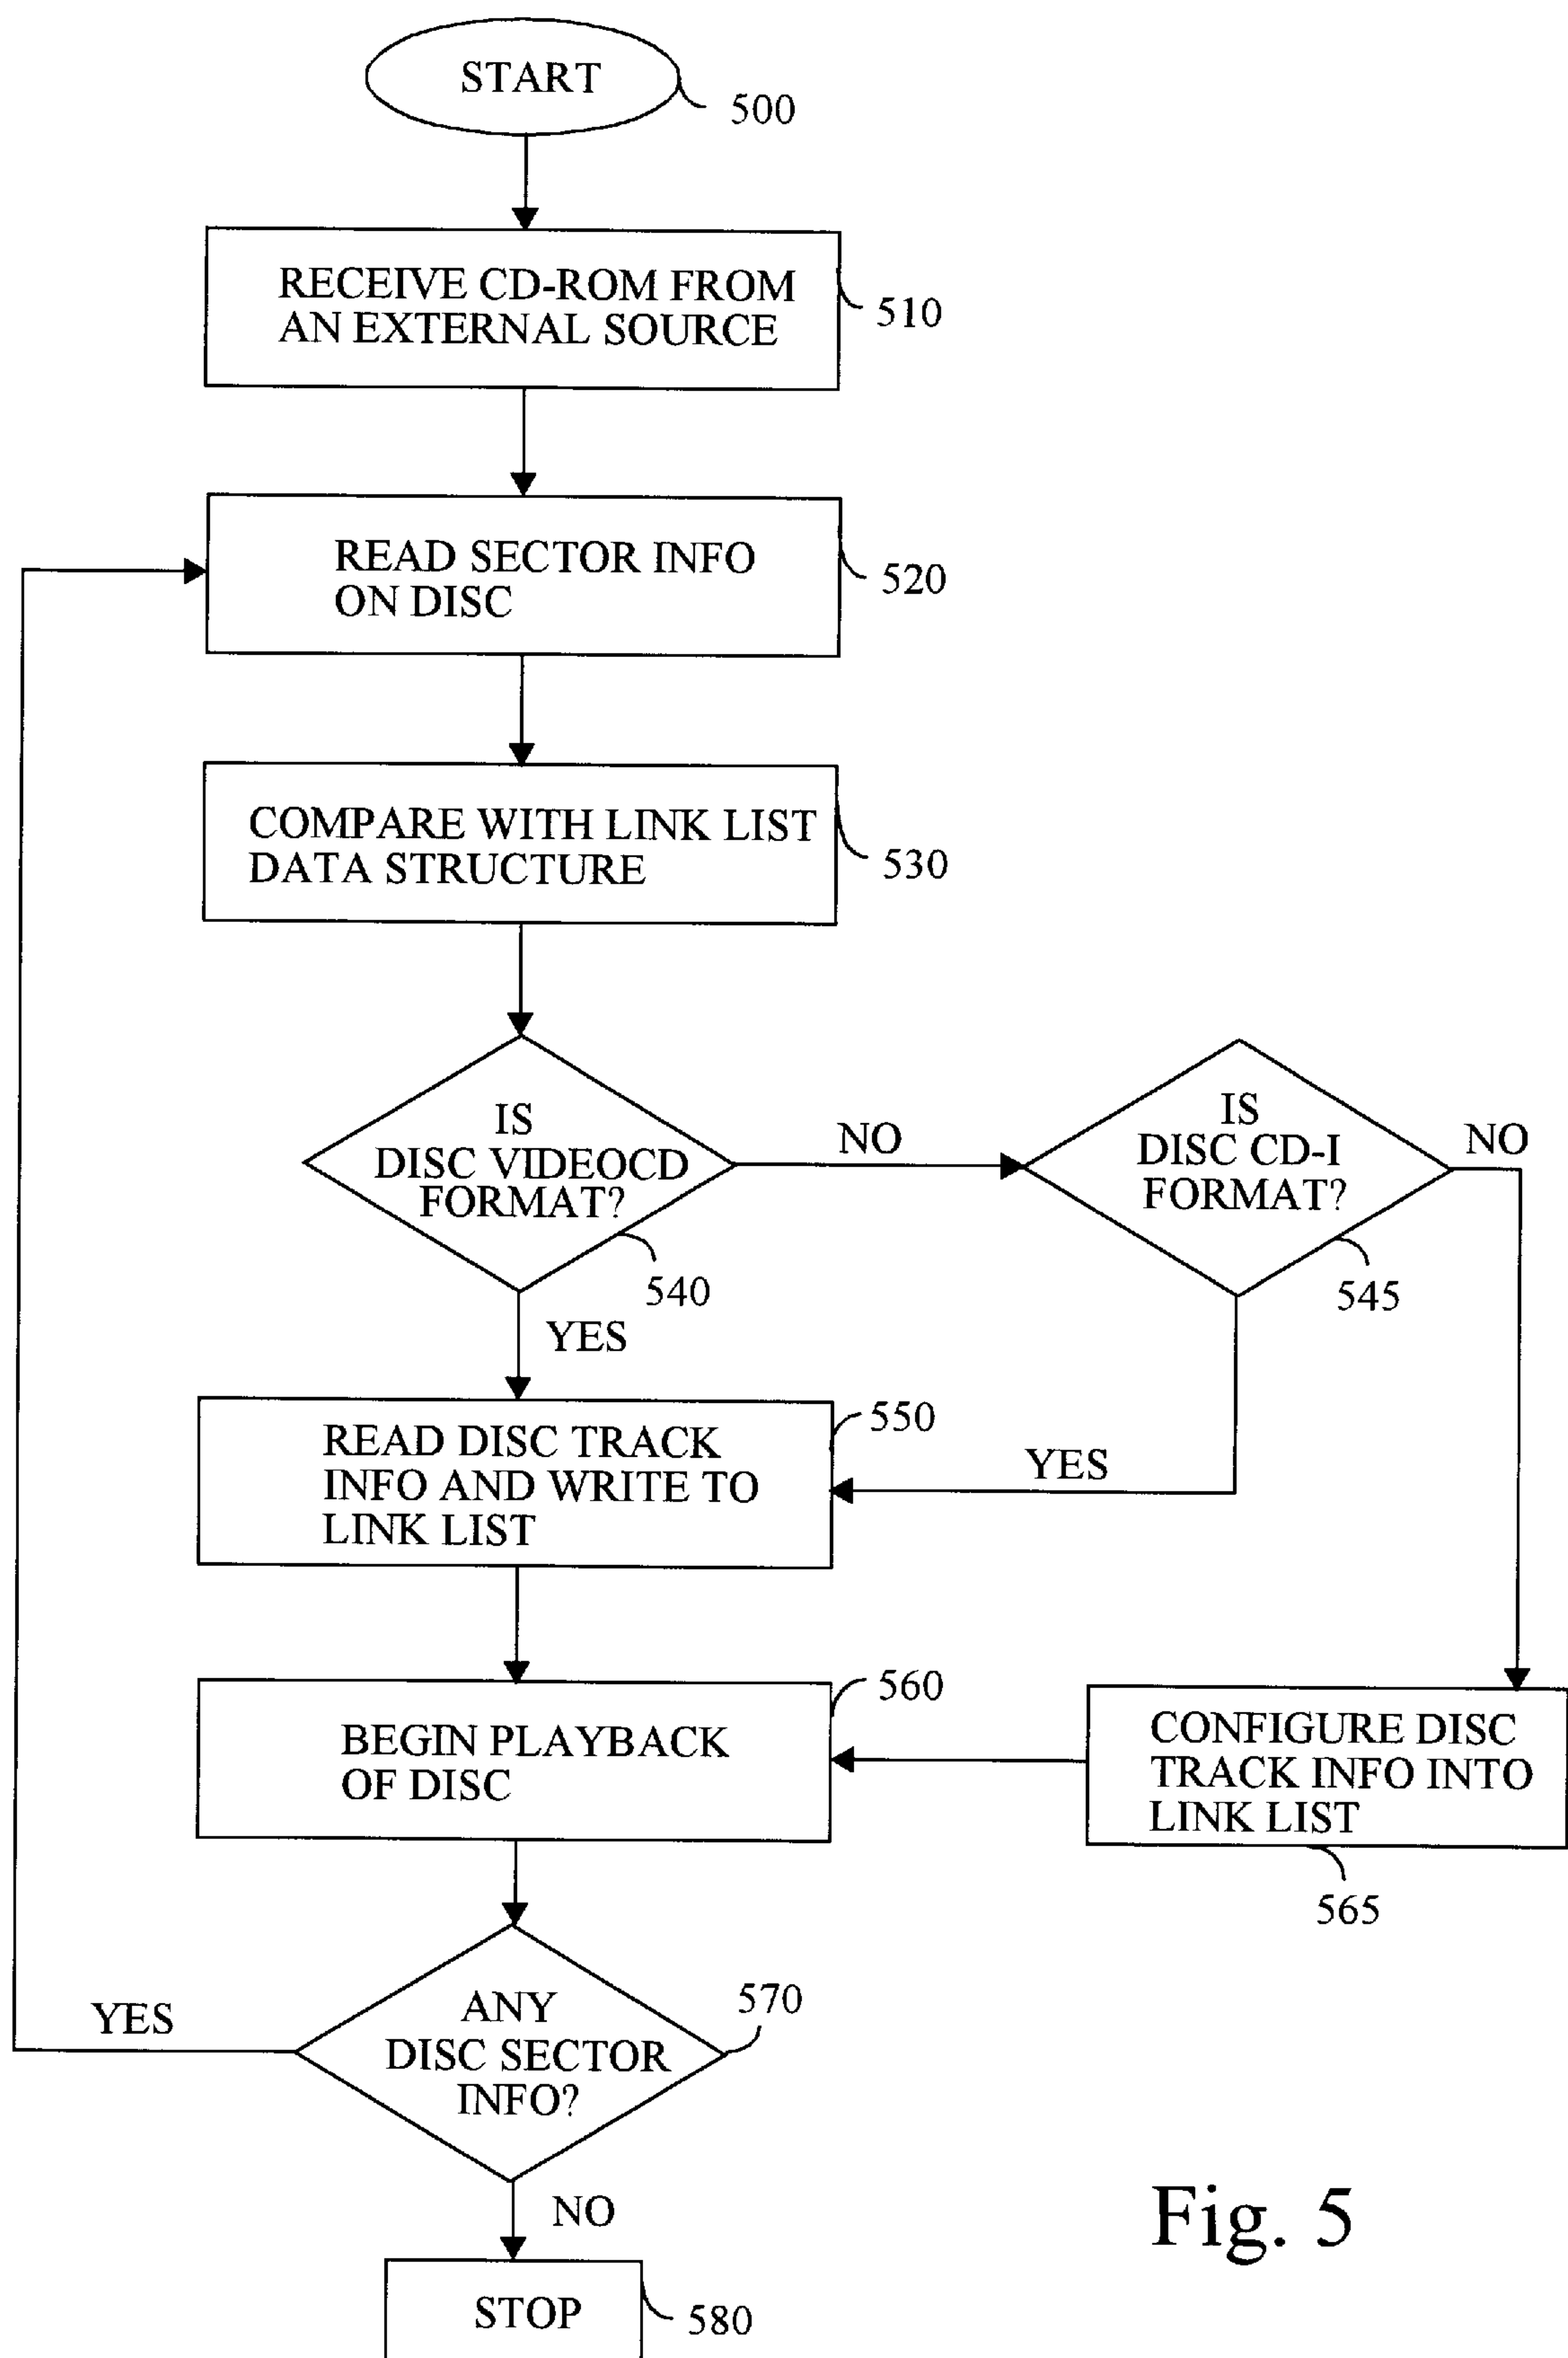 START
500
RECEIVE CD-ROM FROM
AN EXTERNAL SOURCE
510
READ SECTOR INFO
ON DISC
520
COMPARE WITH LINK LIST
DATA STRUCTURE
530
IS
DISC VIDEOCD
FORMAT?
540
NO
IS
DISC CD-I
FORMAT?
545
NO
YES
READ DISC TRACK
INFO AND WRITE TO
LINK LIST
550
YES
BEGIN PLAYBACK
OF DISC
560
CONFIGURE DISC
TRACK INFO INTO
LINK LIST
565
ANY
DISC SECTOR
INFO?
570
YES
NO
STOP
580
Fig. 5